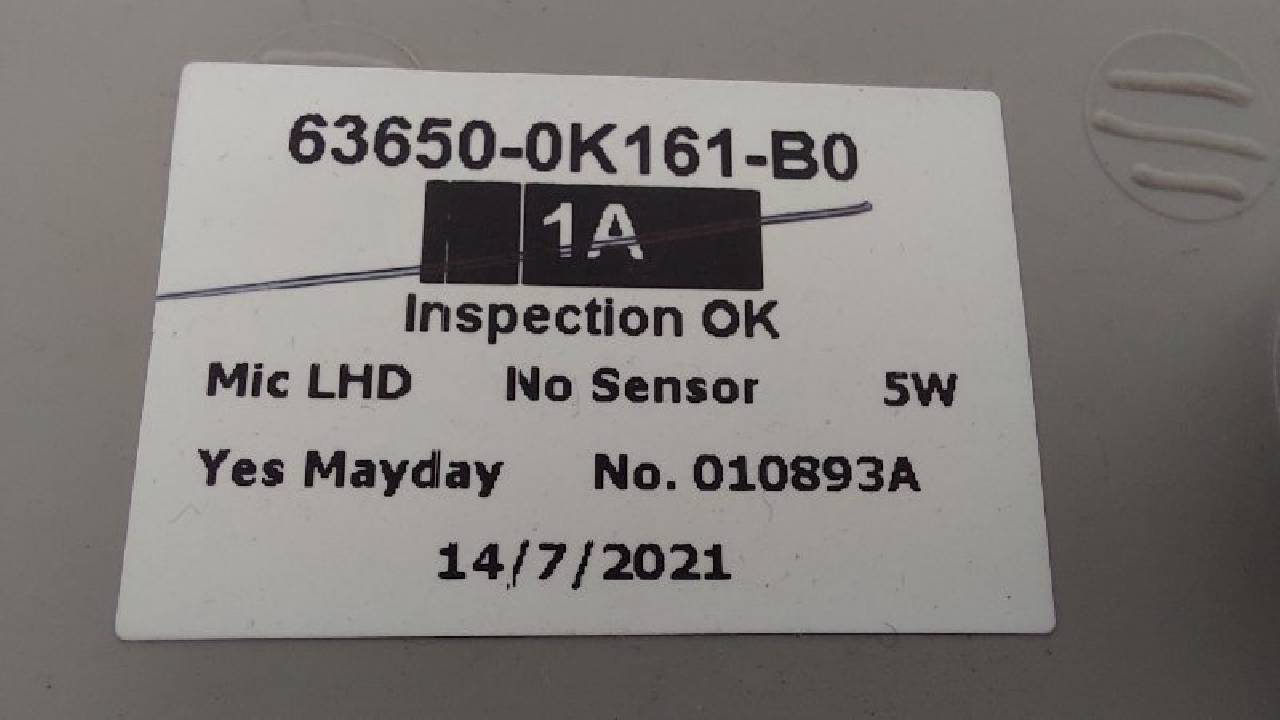 63650-0K161-B0
1A
Inspection OK
Mic LHD No Sensor 5W
Yes Mayday No. 010893A
14/7/2021